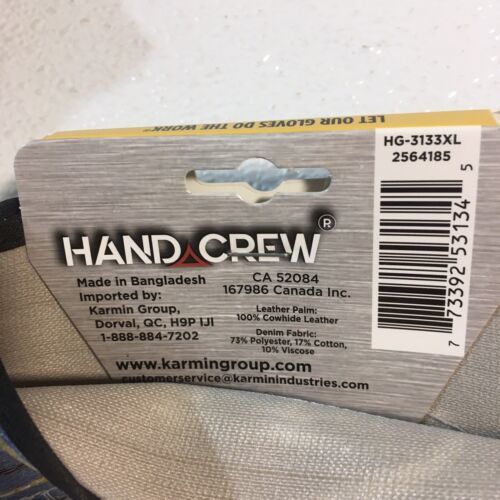 LET OUR GLOVES DO THE WORK®
HG-3133XL
2564185
7 73392 53134 5
HAND CREW®
Made in Bangladesh
Imported by:
Karmin Group,
Dorval, QC, H9P IJI
1-888-884-7202
CA 52084
167986 Canada Inc.
Leather Palm:
100% Cowhide Leather
Denim Fabric:
73% Polyester, 17% Cotton,
10% Viscose
www.karmingroup.com
customerservice@karminindustries.com